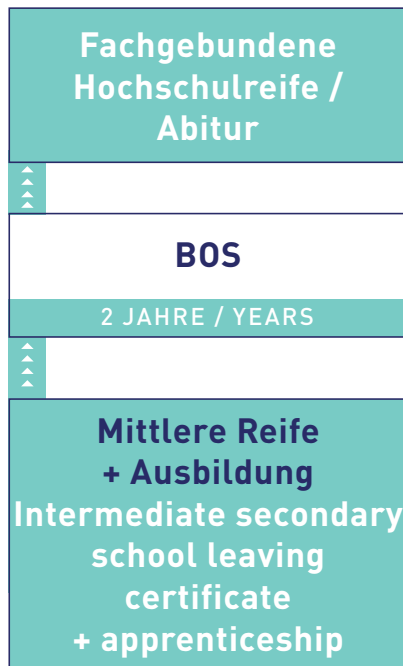 Fachgebundene
Hochschulreife /
Abitur
BOS
2 JAHRE / YEARS
Mittlere Reife
+ Ausbildung
Intermediate secondary
school leaving
certificate
+ apprenticeship